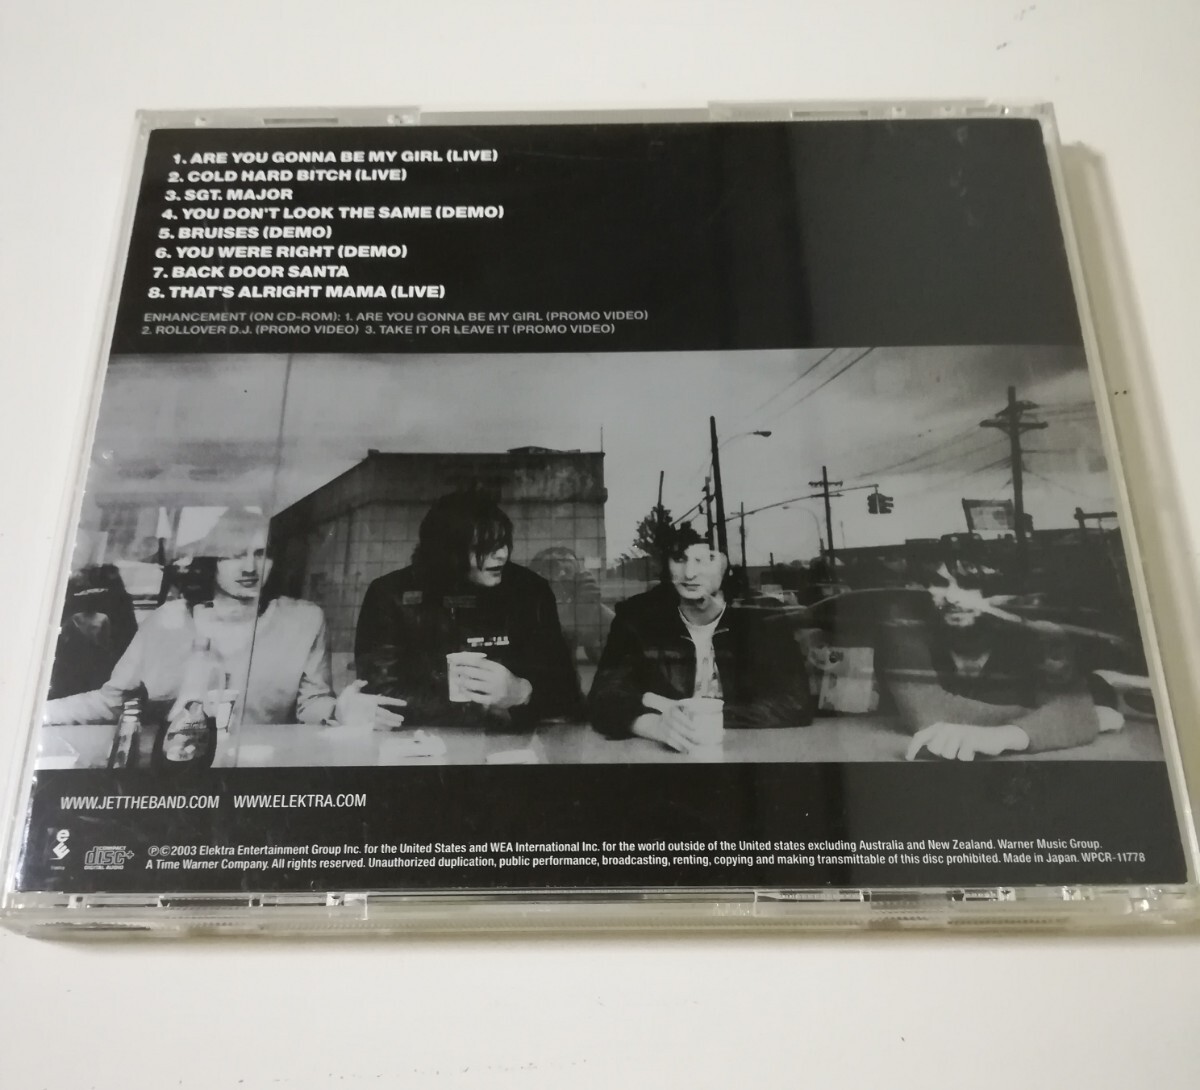 1. ARE YOU GONNA BE MY GIRL (LIVE)
2. COLD HARD BITCH (LIVE)
3. SGT. MAJOR
4. YOU DON'T LOOK THE SAME (DEMO)
5. BRUISES (DEMO)
6. YOU WERE RIGHT (DEMO)
7. BACK DOOR SANTA
8. THAT'S ALRIGHT MAMA (LIVE)
ENHANCEMENT (ON CD-ROM): 1. ARE YOU GONNA BE MY GIRL (PROMO VIDEO)
2. ROLLOVER D.J. (PROMO VIDEO) 3. TAKE IT OR LEAVE IT (PROMO VIDEO)
WWW.JETTHEBAND.COM WWW.ELEKTRA.COM
COMPACT
disc+
DIGITAL AUDIO
℗©2003 Elektra Entertainment Group Inc. for the United States and WEA International Inc. for the world outside of the United states excluding Australia and New Zealand. Warner Music Group.
A Time Warner Company. All rights reserved. Unauthorized duplication, public performance, broadcasting, renting, copying and making transmittable of this disc prohibited. Made in Japan. WPCR-11778